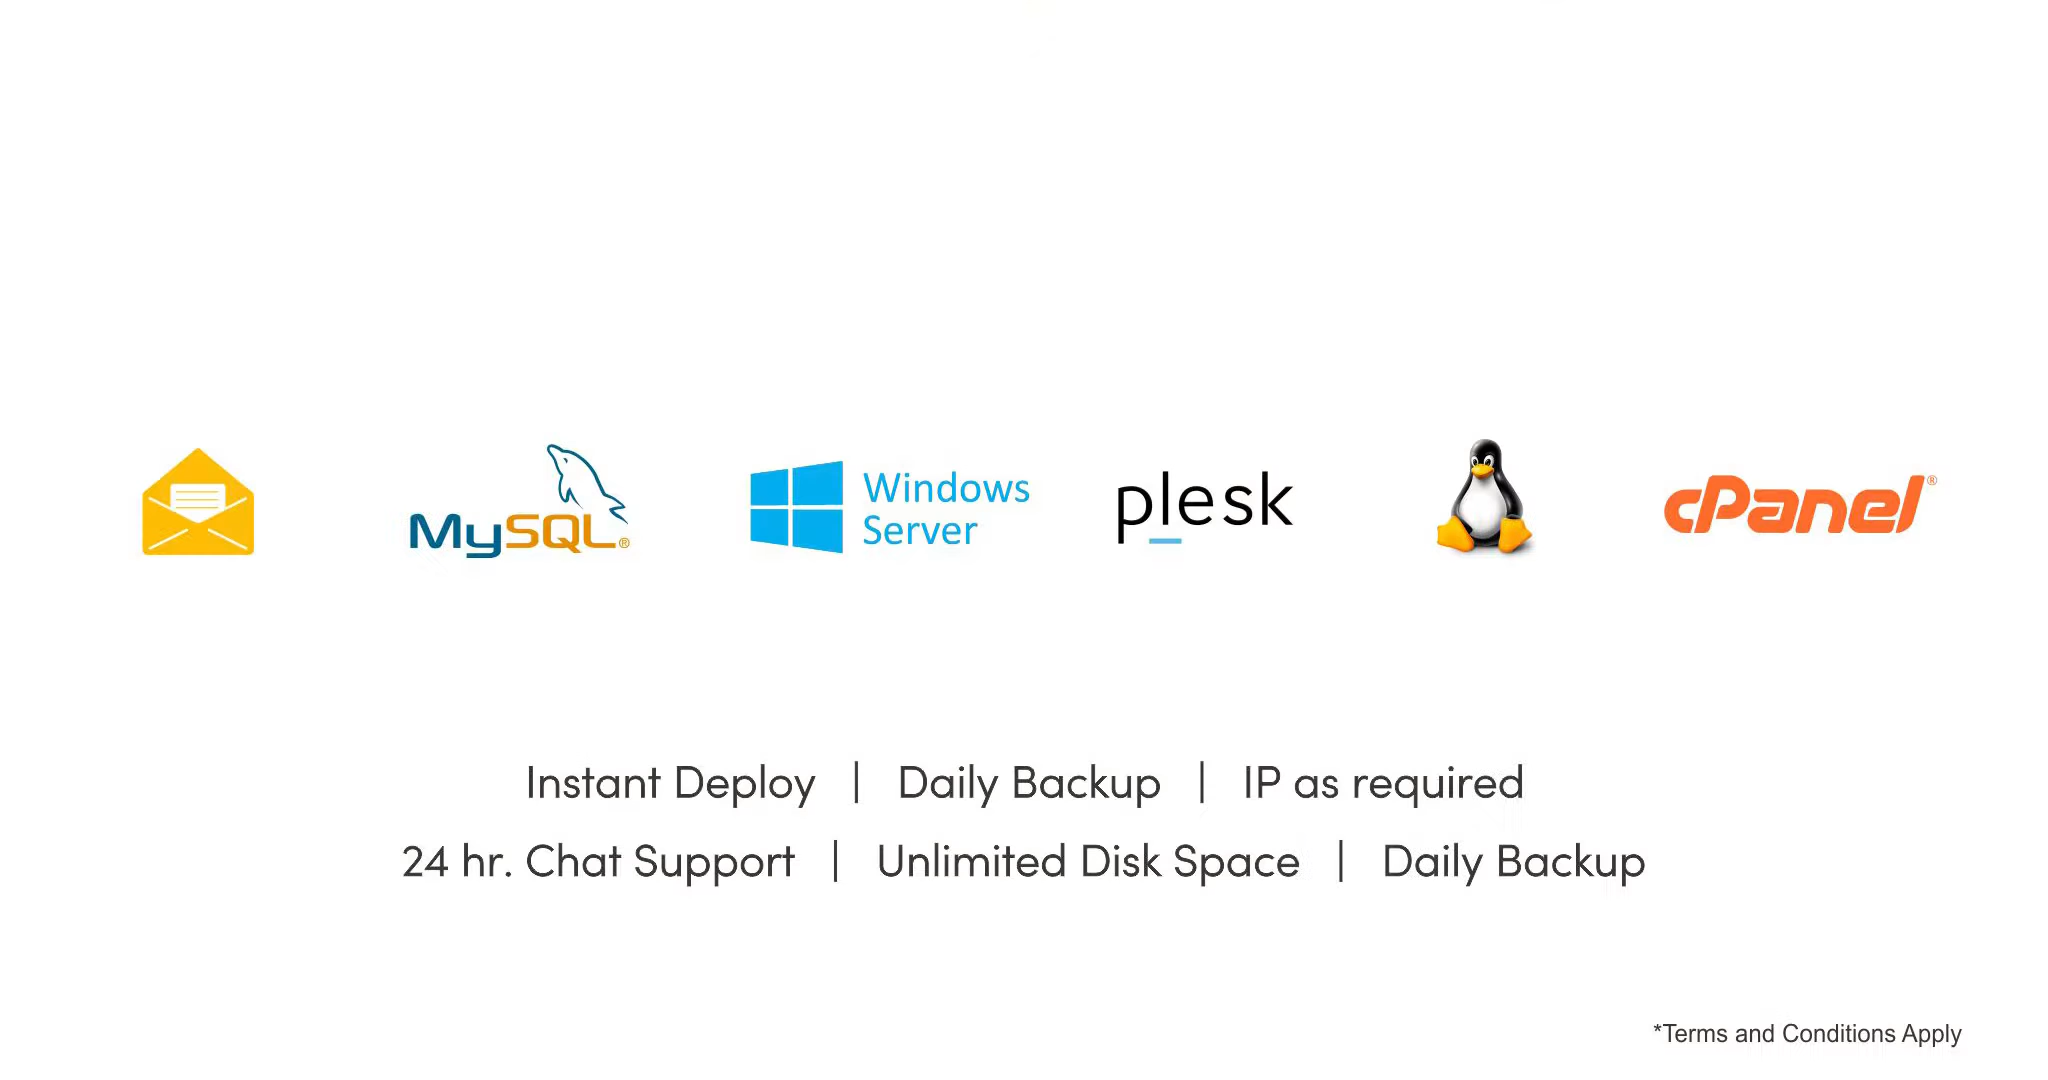 MySQL®
Windows
Server
plesk
cPanel®
Instant Deploy | Daily Backup | IP as required
24 hr. Chat Support | Unlimited Disk Space | Daily Backup
*Terms and Conditions Apply